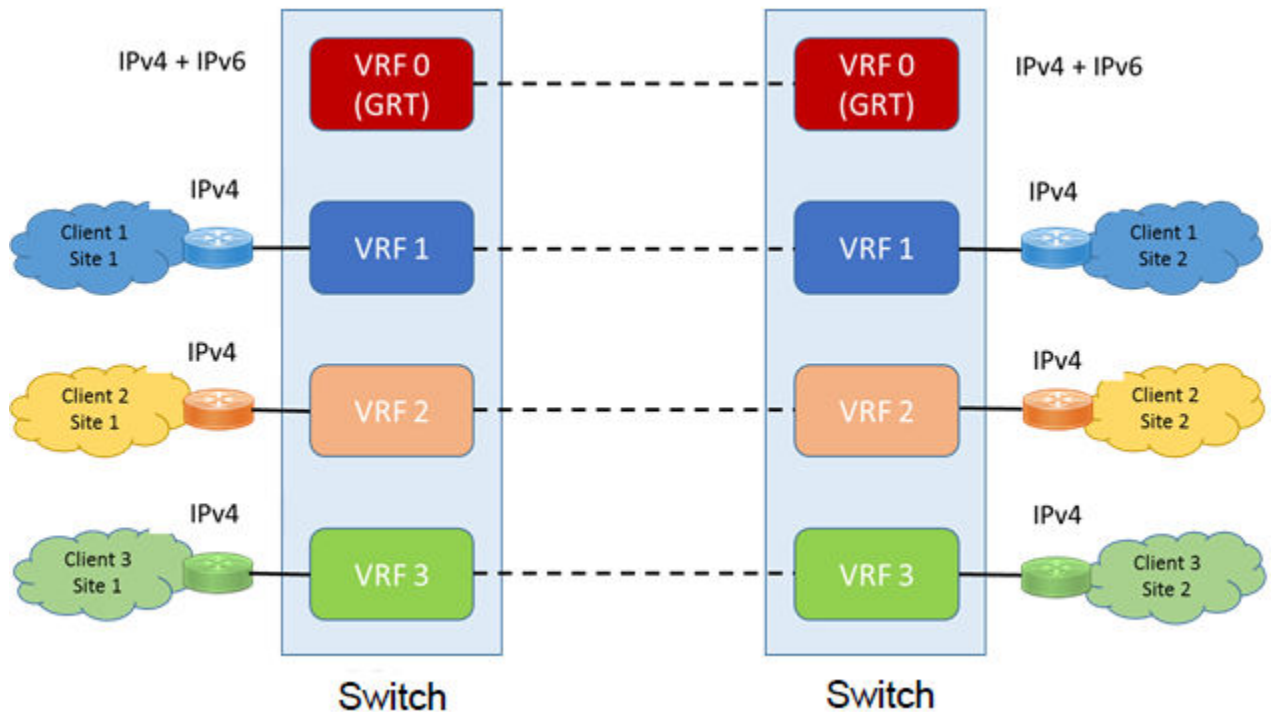 IPv4 + IPv6
VRF 0
(GRT)
VRF 0
(GRT)
IPv4 + IPv6
IPv4
Client 1
Site 1
VRF 1
VRF 1
IPv4
Client 1
Site 2
IPv4
Client 2
Site 1
VRF 2
VRF 2
IPv4
Client 2
Site 2
IPv4
Client 3
Site 1
VRF 3
VRF 3
IPv4
Client 3
Site 2
Switch
Switch